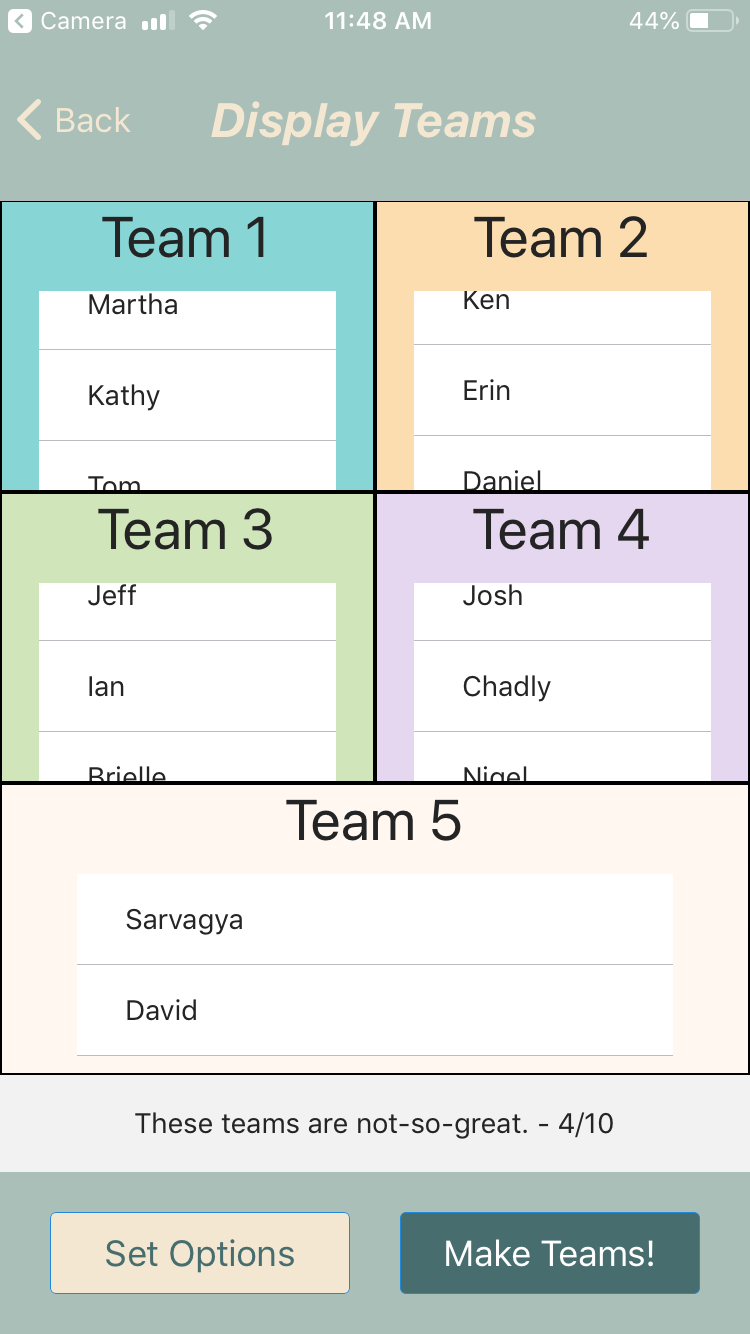 Camera 11:48 AM 44%
Back Display Teams
Team 1
Martha
Kathy
Tom
Team 2
Ken
Erin
Daniel
Team 3
Jeff
Ian
Brielle
Team 4
Josh
Chadly
Nigel
Team 5
Sarvagya
David
These teams are not-so-great. - 4/10
Set Options Make Teams!